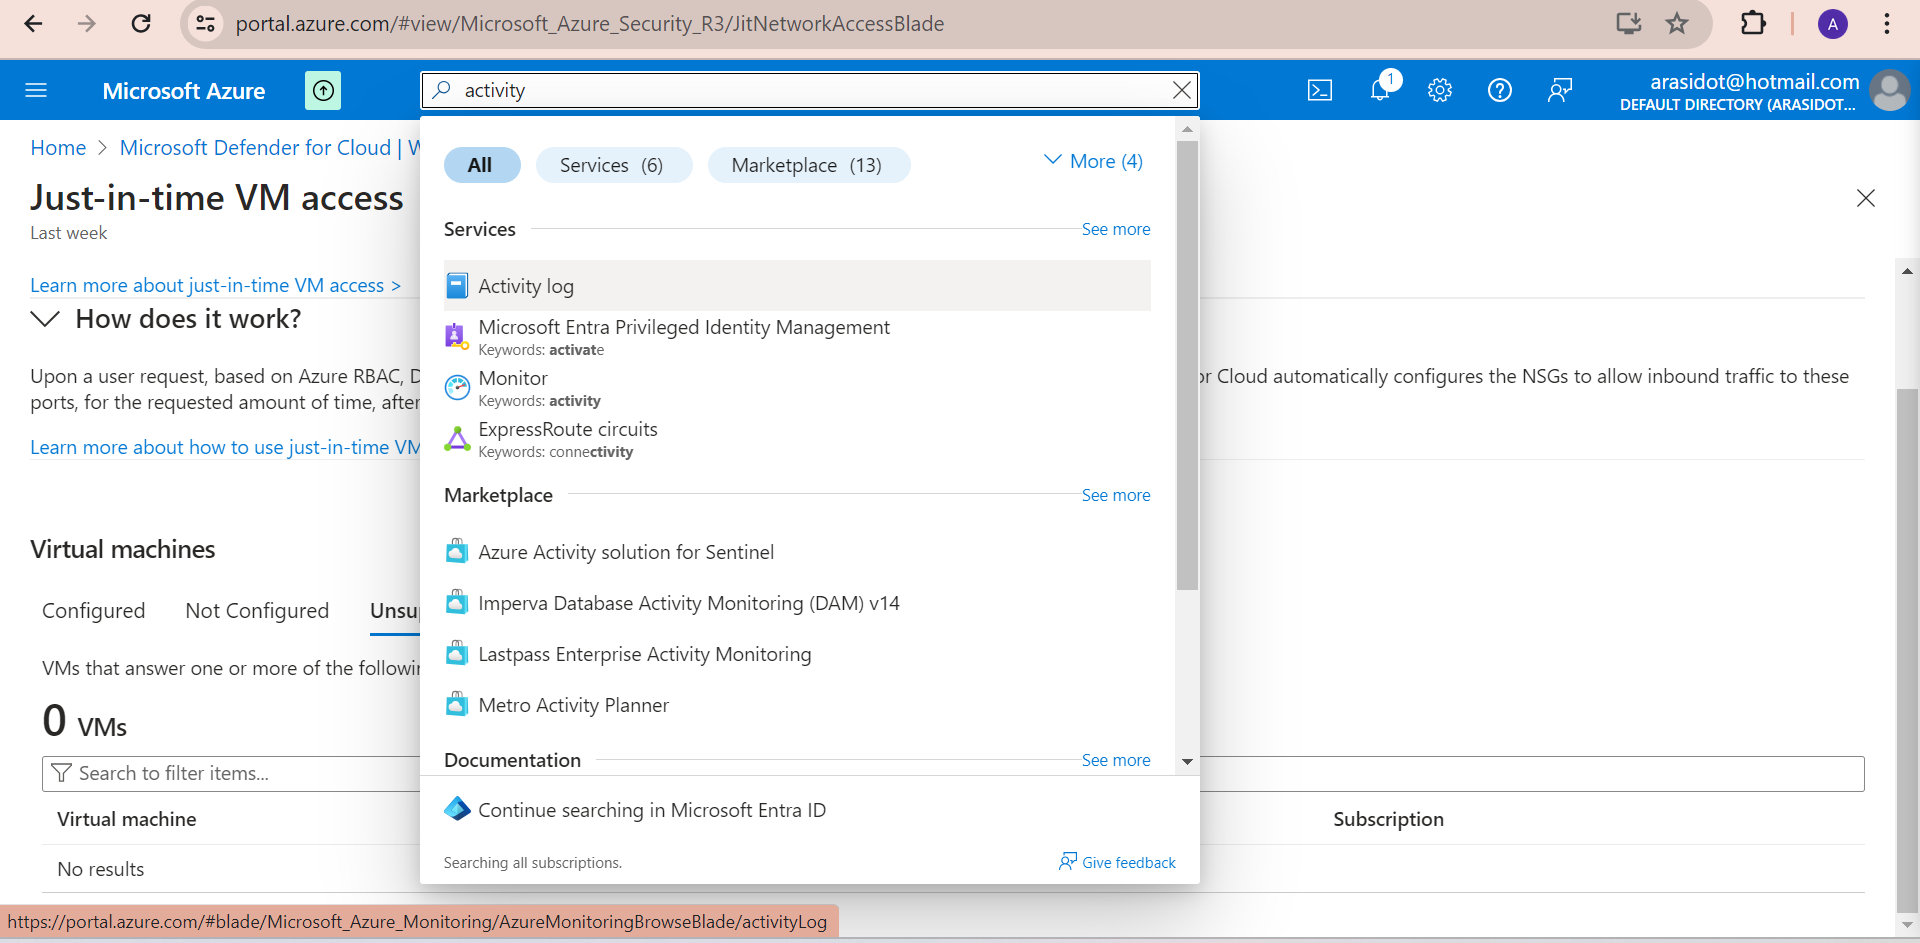 portal.azure.com/#view/Microsoft_Azure_Security_R3/JitNetworkAccessBlade
A
Microsoft Azure
activity
1
arasidot@hotmail.com
DEFAULT DIRECTORY (ARASIDOT...
Home > Microsoft Defender for Cloud | W
Just-in-time VM access
Last week
Learn more about just-in-time VM access >
How does it work?
Upon a user request, based on Azure RBAC, D
or Cloud automatically configures the NSGs to allow inbound traffic to these
ports, for the requested amount of time, after
Learn more about how to use just-in-time VM
Virtual machines
Configured Not Configured Unsu
VMs that answer one or more of the followin
0 VMs
Search to filter items...
Virtual machine Subscription
No results
All Services (6) Marketplace (13) More (4)
Services See more
Activity log
Microsoft Entra Privileged Identity Management
Keywords: activate
Monitor
Keywords: activity
ExpressRoute circuits
Keywords: connectivity
Marketplace See more
Azure Activity solution for Sentinel
Imperva Database Activity Monitoring (DAM) v14
Lastpass Enterprise Activity Monitoring
Metro Activity Planner
Documentation See more
Continue searching in Microsoft Entra ID
Searching all subscriptions. Give feedback
https://portal.azure.com/#blade/Microsoft_Azure_Monitoring/AzureMonitoringBrowseBlade/activityLog